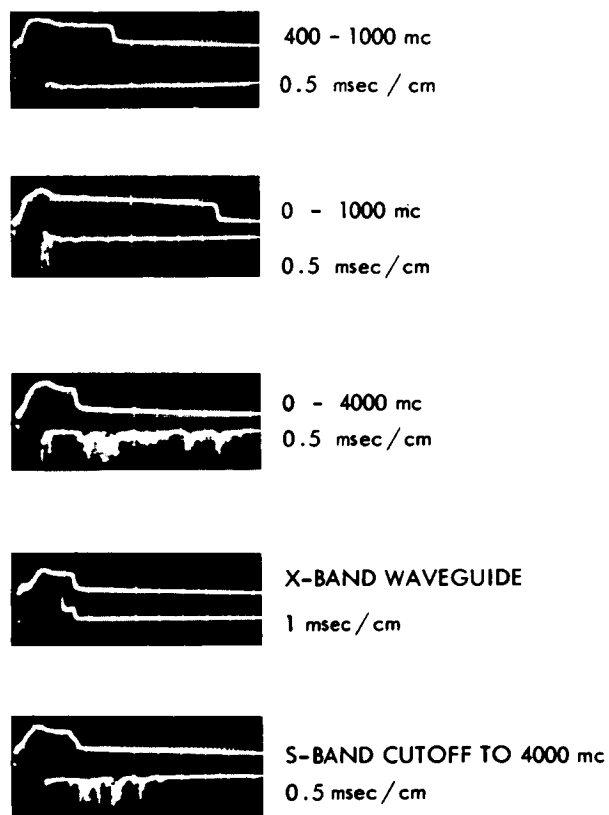 400 - 1000 mc
0.5 msec / cm
0 - 1000 mc
0.5 msec / cm
0 - 4000 mc
0.5 msec / cm
X-BAND WAVEGUIDE
1 msec / cm
S-BAND CUTOFF TO 4000 mc
0.5 msec / cm